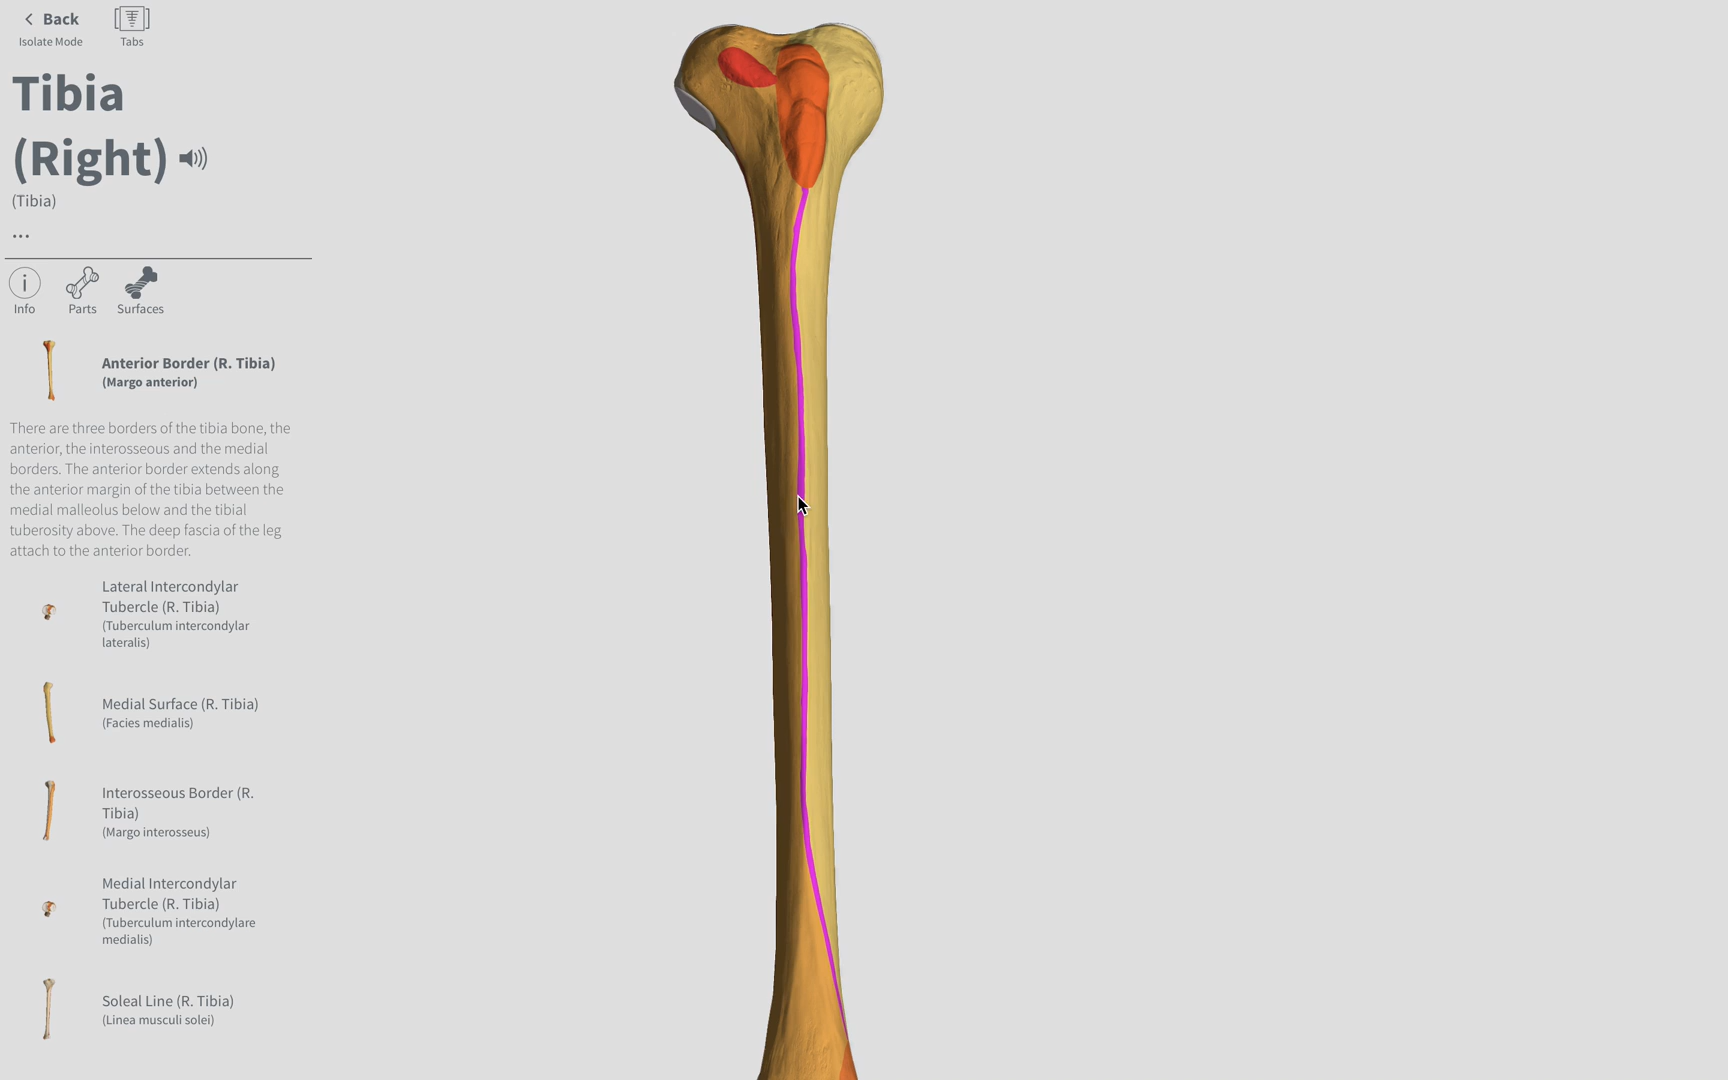 Back
Isolate Mode
Tabs
Tibia
(Right)
(Tibia)
...
Info
Parts
Surfaces
Anterior Border (R. Tibia)
(Margo anterior)
There are three borders of the tibia bone, the
anterior, the interosseous and the medial
borders. The anterior border extends along
the anterior margin of the tibia between the
medial malleolus below and the tibial
tuberosity above. The deep fascia of the leg
attach to the anterior border.
Lateral Intercondylar
Tubercle (R. Tibia)
(Tuberculum intercondylar
lateralis)
Medial Surface (R. Tibia)
(Facies medialis)
Interosseous Border (R.
Tibia)
(Margo interosseus)
Medial Intercondylar
Tubercle (R. Tibia)
(Tuberculum intercondylare
medialis)
Soleal Line (R. Tibia)
(Linea musculi solei)